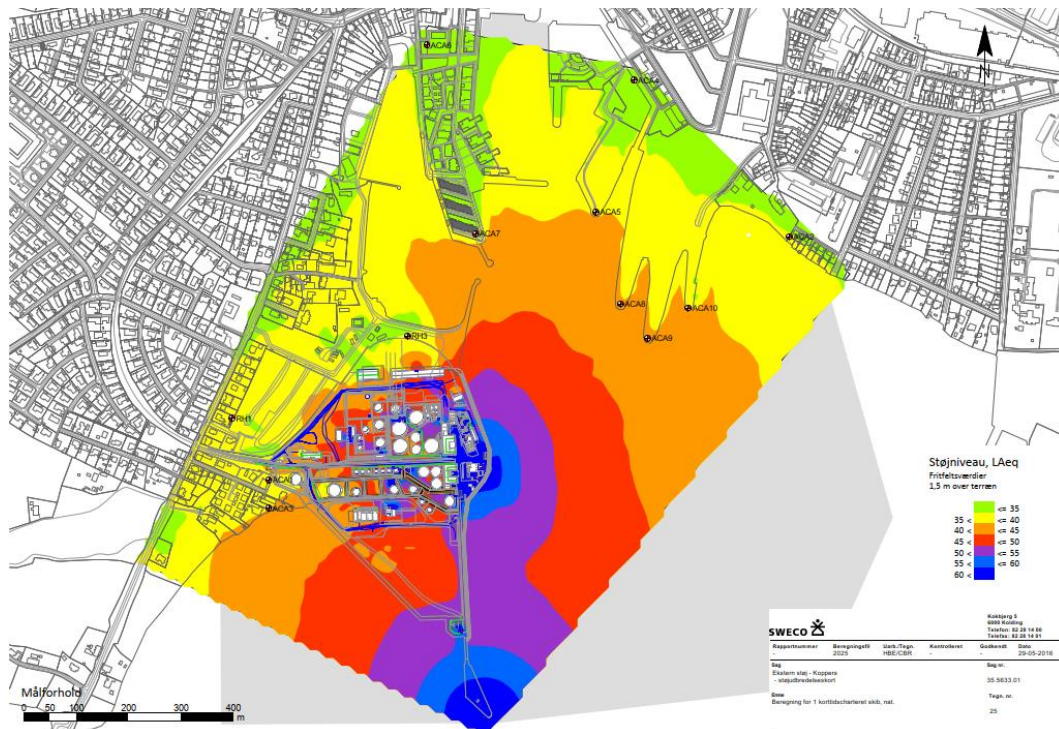 N
ACA6
ACA4
ACA5
ACA7
ACA2
ACA8
ACA10
ACA9
RH3
RH1
ACA3
Støjniveau, LAeq
Fritfeltsværdier
1,5 m over terræn
<= 35
35 < <= 40
40 < <= 45
45 < <= 50
50 < <= 55
55 < <= 60
60 <
Målforhold
0 50 100 200 300 400
m
SWECO
Kokbjerg 5
6000 Kolding
Telefon: 82 28 14 00
Telefax: 82 28 14 01
Rapportnummer Beregningsfil Uarb./Tegn. Kontrolleret Godkendt Dato
- 2025 HBE/CBR - - 29-05-2016
Sag Sag nr.
Ekstern støj - Koppers
- støjudbredelseskort 35.5633.01
Emne Tegn. nr.
Beregning for 1 korttidscharteret skib, nat.
25